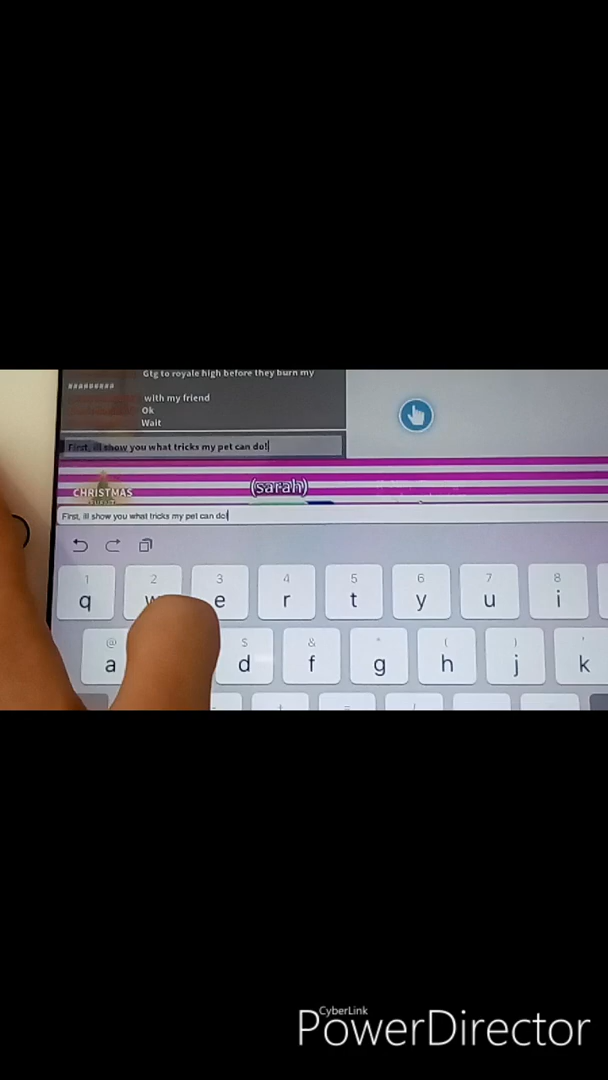 Gtg to royale high before they burn my
#########
with my friend
Ok
Wait
First, ill show you what tricks my pet can do!
CHRISTMAS
(sarah)
First, ill show you what tricks my pet can do!
1 2 3 4 5 6 7 8
q w e r t y u i
@ $ & * ( ) '
a d f g h j k
CyberLink
PowerDirector